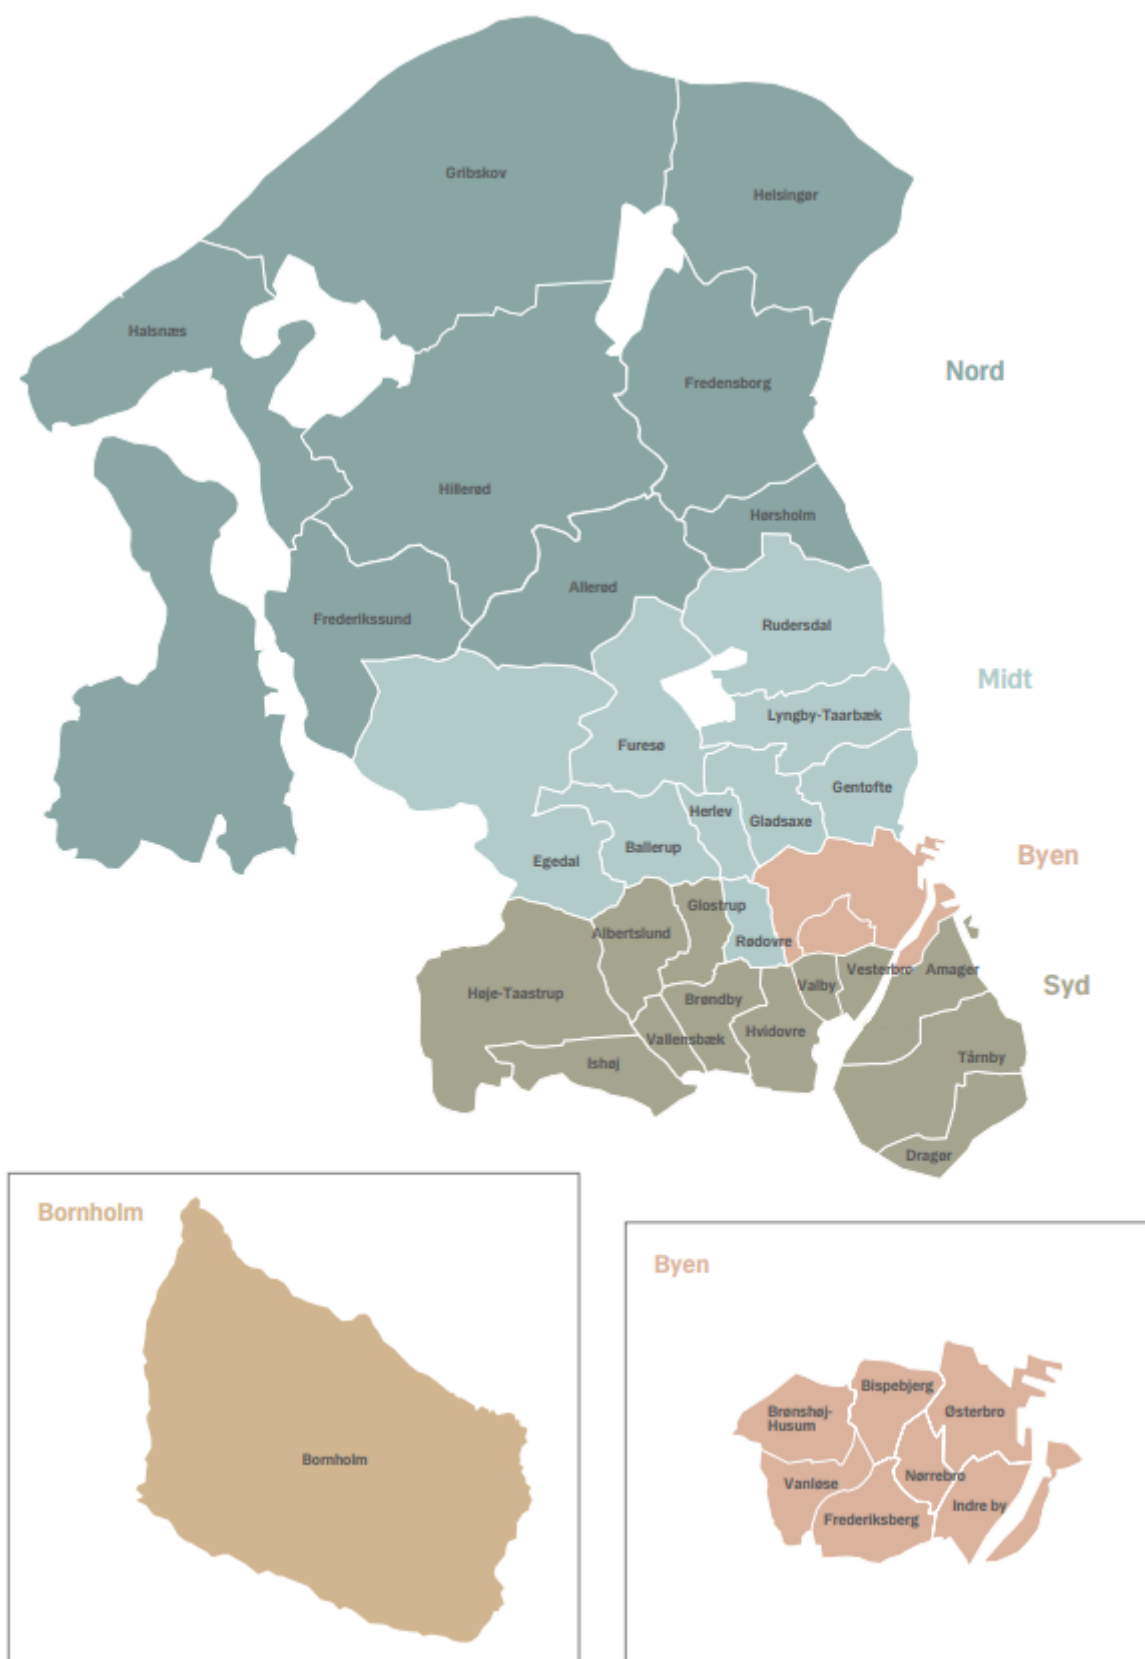 Gribskov
Helsingør
Halsnæs
Nord
Fredensborg
Hillerød
Hørsholm
Allerød
Frederikssund
Rudersdal
Midt
Lyngby-Taarbæk
Furesø
Gentofte
Herlev
Gladsaxe
Ballerup
Byen
Egedal
Glostrup
Albertslund
Rødovre
Vesterbro
Amager
Syd
Valby
Høje-Taastrup
Brøndby
Hvidovre
Vallensbæk
Tårnby
Ishøj
Dragør
Bornholm
Bornholm
Byen
Bispebjerg
Brønshøj-
Husum
Østerbro
Nørrebro
Vanløse
Indre by
Frederiksberg